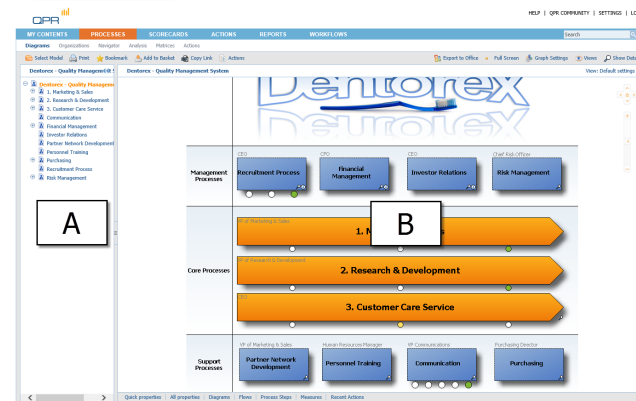 QPR
HELP | QPR COMMUNITY | SETTINGS |
MY CONTENTS PROCESSES SCORECARDS ACTIONS REPORTS WORKFLOWS Search
Diagrams Organizations Navigator Analysis Matrices Actions
Select Model Print Bookmark Add to Basket Copy Link Actions Export to Office Full Screen Graph Settings Views Show
Dentorex - Quality Management Dentorex - Quality Management System View: Default settings
Dentorex - Quality
1. Marketing & Sales
2. Research & Development
3. Customer Care Service
Communication
Financial Management
Investor Relations
Partner Network Development
Personnel Training
Purchasing
Recruitment Process
Risk Management
A
Dentorex
Management Processes
CEO CFO CEO Chief Risk Officer
Recruitment Process Financial Management Investor Relations Risk Management
B
Core Processes
VP of Marketing & Sales
1.
VP of Research & Development
2. Research & Development
CEO
3. Customer Care Service
Support Processes
VP of Marketing & Sales Human Resources Manager VP Communications Purchasing Director
Partner Network Development Personnel Training Communication Purchasing
Quick properties | All properties | Diagrams | Flows | Process Steps | Measures | Recent Actions